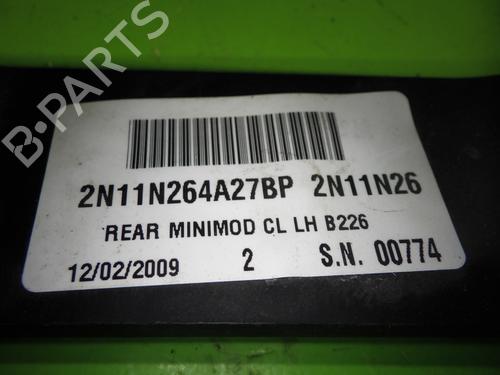 B-PARTS
2N11N264A27BP 2N11N26
REAR MINIMOD CL LH B226
12/02/2009 2 S.N. 00774